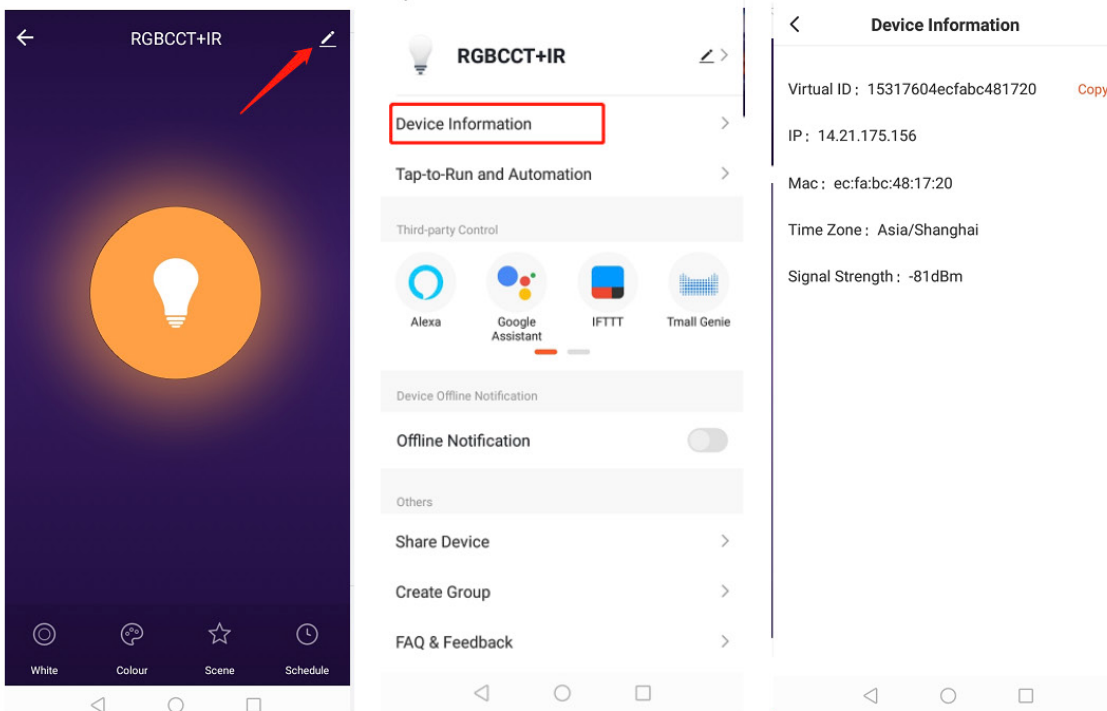 RGBCCT+IR
White
Colour
Scene
Schedule
RGBCCT+IR
Device Information
Tap-to-Run and Automation
Third-party Control
Alexa
Google
Assistant
IFTTT
Tmall Genie
Device Offline Notification
Offline Notification
Others
Share Device
Create Group
FAQ & Feedback
Device Information
Virtual ID : 15317604ecfabc481720 Copy
IP : 14.21.175.156
Mac : ec:fa:bc:48:17:20
Time Zone : Asia/Shanghai
Signal Strength : -81dBm